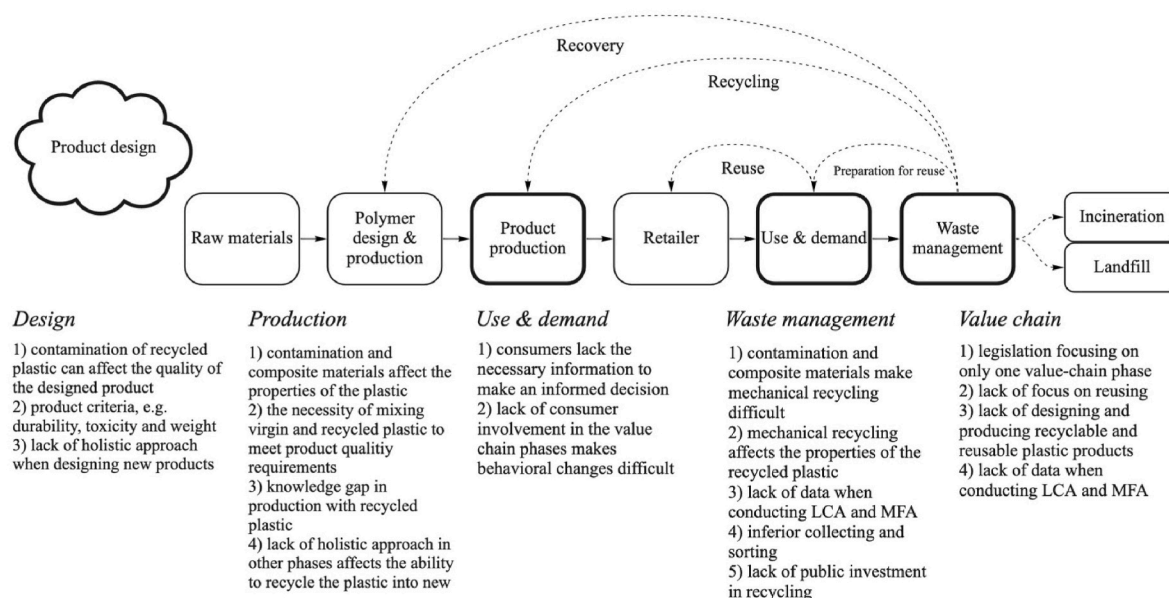 Recovery
Recycling
Product design
Reuse
Preparation for reuse
Raw materials
Polymer
design &
production
Product
production
Retailer
Use & demand
Waste
management
Incineration
Landfill
Design
1) contamination of recycled
plastic can affect the quality of
the designed product
2) product criteria, e.g.
durability, toxicity and weight
3) lack of holistic approach
when designing new products
Production
1) contamination and
composite materials affect the
properties of the plastic
2) the necessity of mixing
virgin and recycled plastic to
meet product qualitiy
requirements
3) knowledge gap in
production with recycled
plastic
4) lack of holistic approach in
other phases affects the ability
to recycle the plastic into new
Use & demand
1) consumers lack the
necessary information to
make an informed decision
2) lack of consumer
involvement in the value
chain phases makes
behavioral changes difficult
Waste management
1) contamination and
composite materials make
mechanical recycling
difficult
2) mechanical recycling
affects the properties of the
recycled plastic
3) lack of data when
conducting LCA and MFA
4) inferior collecting and
sorting
5) lack of public investment
in recycling
Value chain
1) legislation focusing on
only one value-chain phase
2) lack of focus on reusing
3) lack of designing and
producing recyclable and
reusable plastic products
4) lack of data when
conducting LCA and MFA